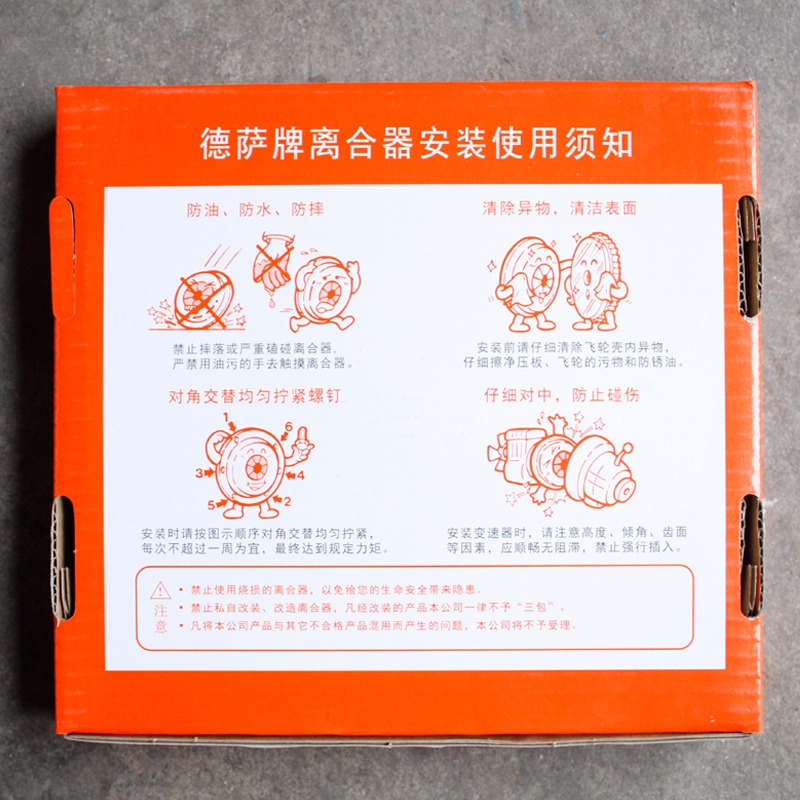 德萨牌离合器安装使用须知
防油、防水、防摔
清除异物，清洁表面
禁止摔落或严重磕碰离合器．
严禁用油污的手去触摸离合器。
安装前请仔细清除飞轮壳内异物，
仔细擦净压板、飞轮的污物和防锈油。
对角交替均匀拧紧螺钉
仔细对中，防止碰伤
1
6
3
4
5
2
安装时请按图示顺序对角交替均匀拧紧，
每次不超过一周为宜，最终达到规定力矩。
安装变速器时，请注意高度、倾角、齿面
等因素，应顺畅无阻滞，禁止强行插入。
注意
• 禁止使用烧损的离合器，以免给您的生命安全带来隐患。
• 禁止私自改装、改造离合器，凡经改装的产品本公司一律不予“三包”。
• 凡将本公司产品与其它不合格产品混用而产生的问题，本公司将不予受理。